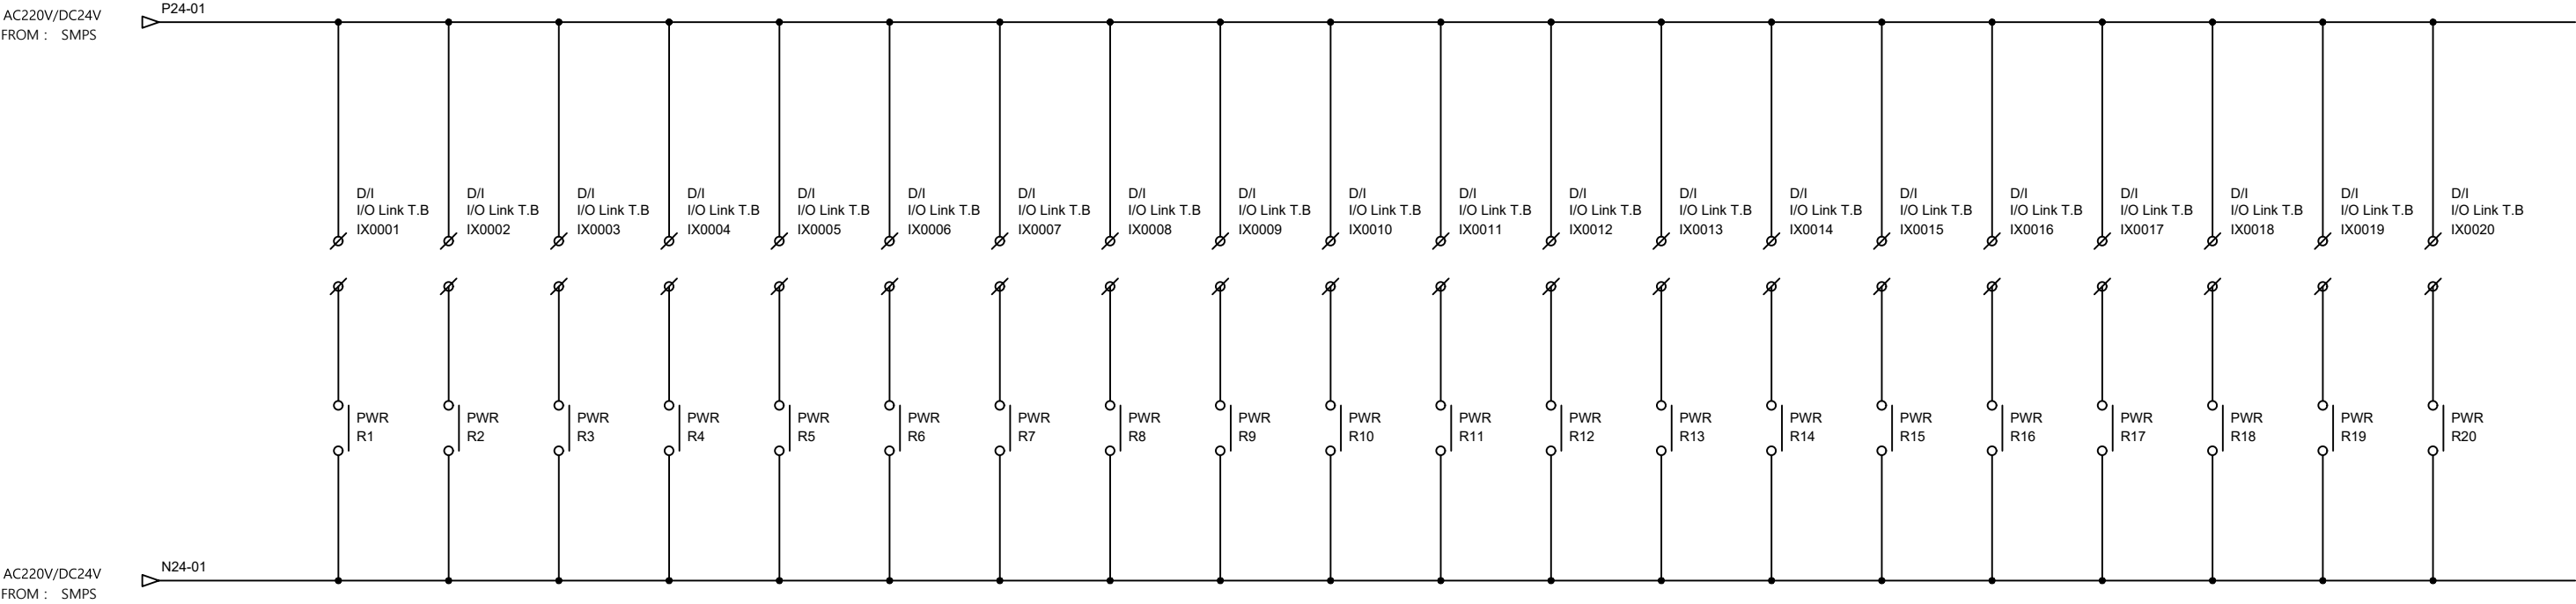 AC220V/DC24V
FROM : SMPS
P24-01
D/I
I/O Link T.B
IX0001
D/I
I/O Link T.B
IX0002
D/I
I/O Link T.B
IX0003
D/I
I/O Link T.B
IX0004
D/I
I/O Link T.B
IX0005
D/I
I/O Link T.B
IX0006
D/I
I/O Link T.B
IX0007
D/I
I/O Link T.B
IX0008
D/I
I/O Link T.B
IX0009
D/I
I/O Link T.B
IX0010
D/I
I/O Link T.B
IX0011
D/I
I/O Link T.B
IX0012
D/I
I/O Link T.B
IX0013
D/I
I/O Link T.B
IX0014
D/I
I/O Link T.B
IX0015
D/I
I/O Link T.B
IX0016
D/I
I/O Link T.B
IX0017
D/I
I/O Link T.B
IX0018
D/I
I/O Link T.B
IX0019
D/I
I/O Link T.B
IX0020
PWR
R1
PWR
R2
PWR
R3
PWR
R4
PWR
R5
PWR
R6
PWR
R7
PWR
R8
PWR
R9
PWR
R10
PWR
R11
PWR
R12
PWR
R13
PWR
R14
PWR
R15
PWR
R16
PWR
R17
PWR
R18
PWR
R19
PWR
R20
AC220V/DC24V
FROM : SMPS
N24-01